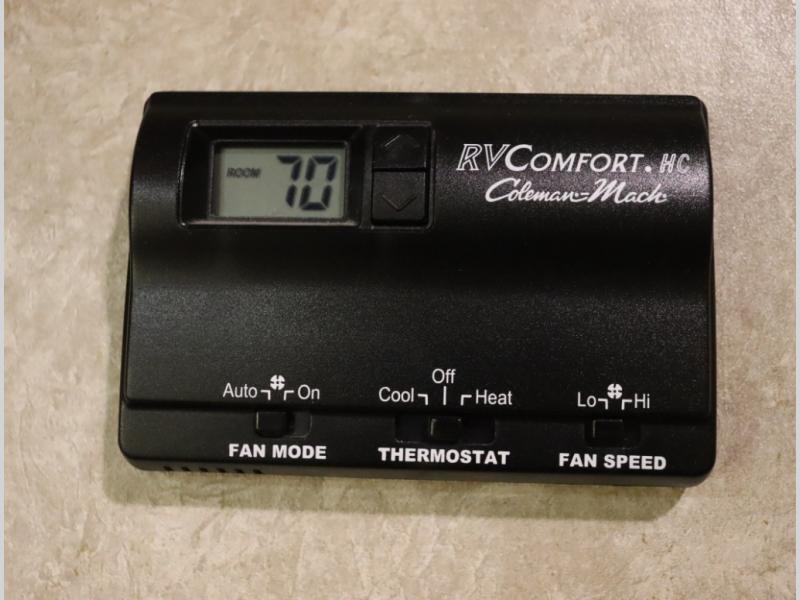 ROOM 70
RVCOMFORT. HC
Coleman-Mach
Auto On
FAN MODE
Off
Cool Heat
THERMOSTAT
Lo Hi
FAN SPEED